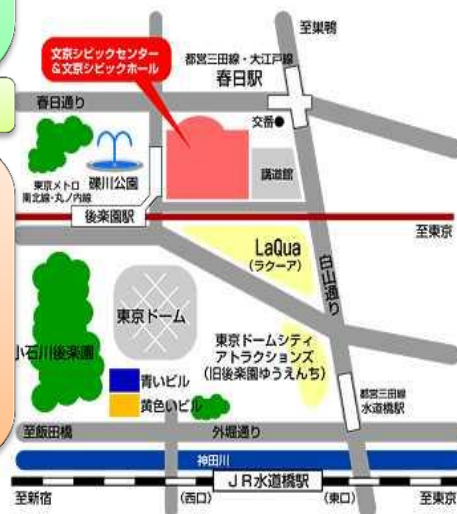 至巣鴨
文京シビックセンター
＆文京シビックホール
都営三田線・大江戸線
春日駅
春日通り
交番●
礫川公園
講道館
東京メトロ
南北線・丸ノ内線
後楽園駅
至東京
LaQua
(ラクーア)
白山通り
東京ドーム
小石川後楽園
東京ドームシティ
アトラクションズ
(旧後楽園ゆうえんち)
青いビル
黄色いビル
都営三田線
水道橋駅
至飯田橋
外堀通り
神田川
ＪＲ水道橋駅
至新宿
(西口)
(東口)
至東京